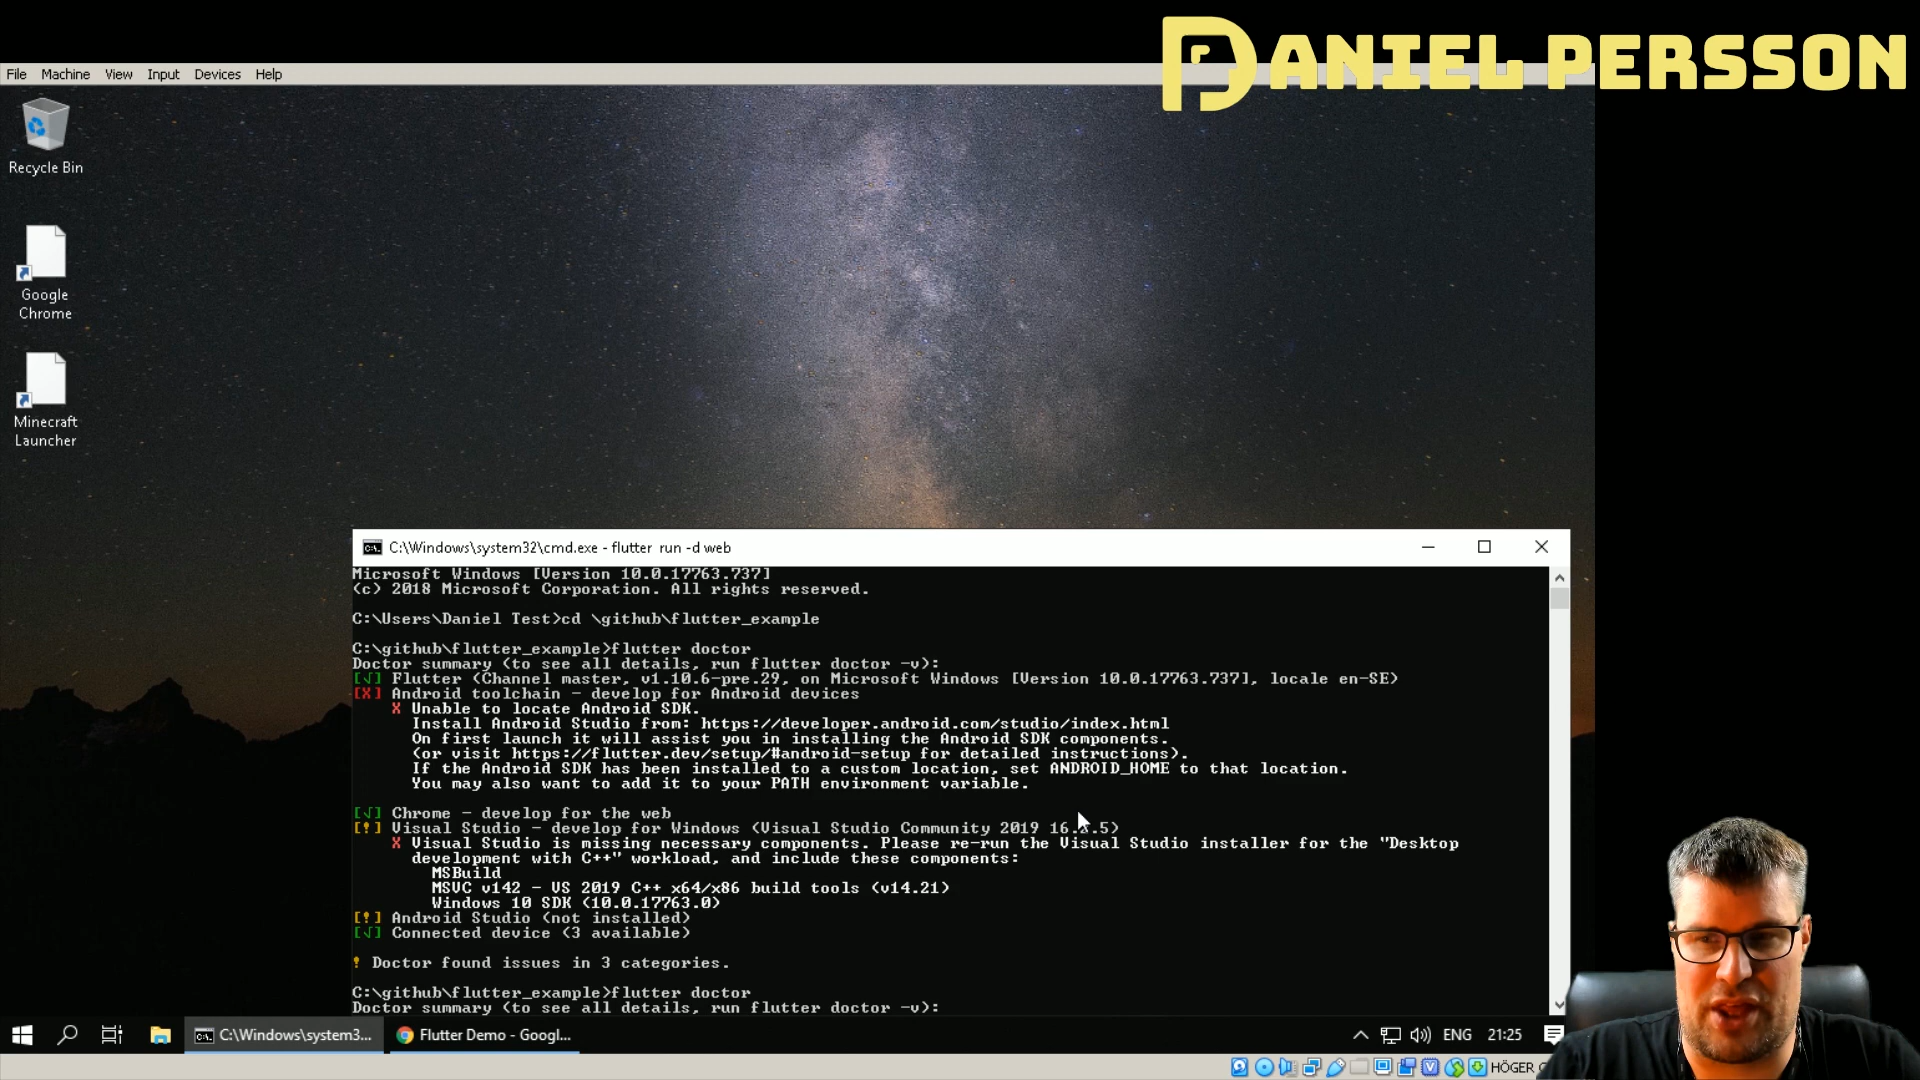 DANIEL PERSSON
File Machine View Input Devices Help
Recycle Bin
Google
Chrome
Minecraft
Launcher
C:\Windows\system32\cmd.exe - flutter run -d web
Microsoft Windows [Version 10.0.17763.737]
(c) 2018 Microsoft Corporation. All rights reserved.
C:\Users\Daniel Test>cd \github\flutter_example
C:\github\flutter_example>flutter doctor
Doctor summary (to see all details, run flutter doctor -v):
[√] Flutter (Channel master, v1.10.6-pre.29, on Microsoft Windows [Version 10.0.17763.737], locale en-SE)
[X] Android toolchain - develop for Android devices
X Unable to locate Android SDK.
Install Android Studio from: https://developer.android.com/studio/index.html
On first launch it will assist you in installing the Android SDK components.
(or visit https://flutter.dev/setup/#android-setup for detailed instructions).
If the Android SDK has been installed to a custom location, set ANDROID_HOME to that location.
You may also want to add it to your PATH environment variable.
[√] Chrome - develop for the web
[!] Visual Studio - develop for Windows (Visual Studio Community 2019
X Visual Studio is missing necessary components. Please re-run the Visual Studio installer for the "Desktop
development with C++" workload, and include these components:
MSBuild
MSVC v142 - VS 2019 C++ x64/x86 build tools (v14.21)
Windows 10 SDK (10.0.17763.0)
[!] Android Studio (not installed)
[√] Connected device (3 available)
! Doctor found issues in 3 categories.
C:\github\flutter_example>flutter doctor
Doctor summary (to see all details, run flutter doctor -v):
C:\Windows\system3... Flutter Demo - Googl... ENG 21:25
HÖGER